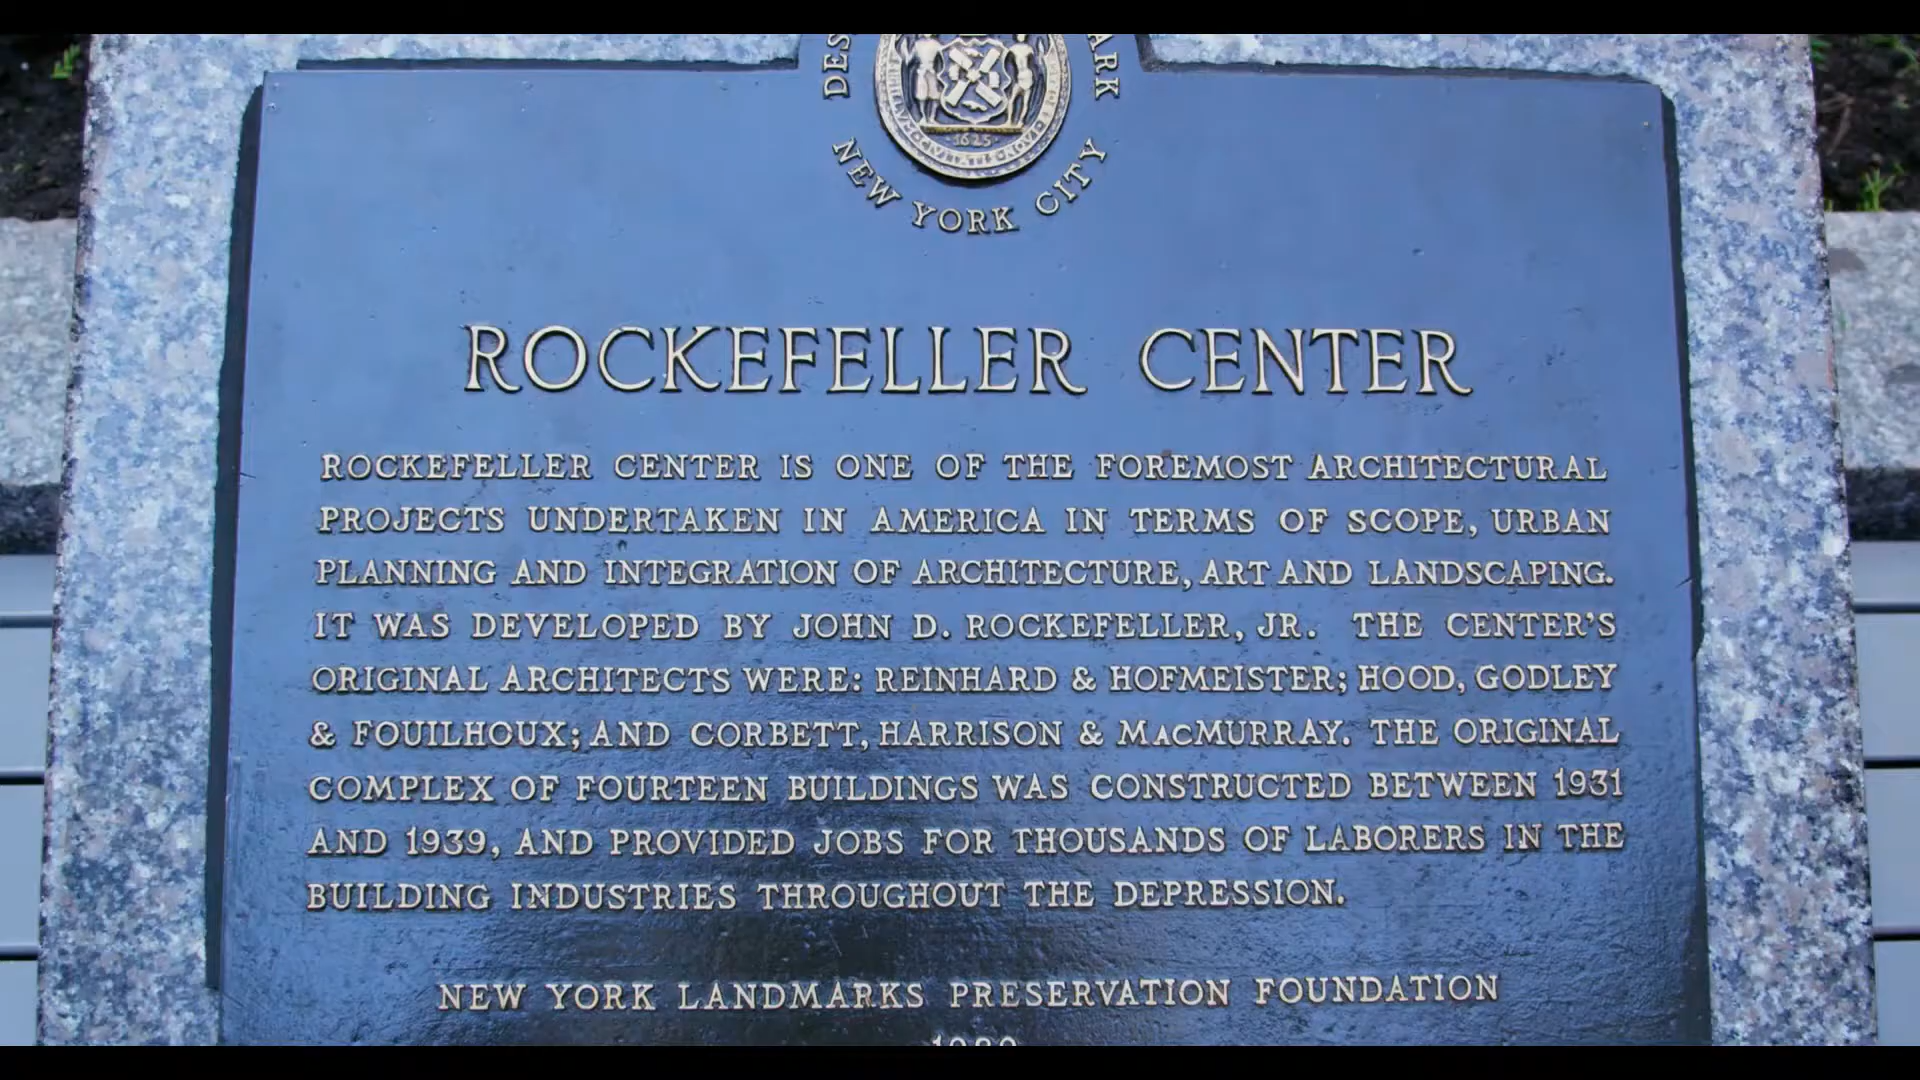 NEW YORK CITY
1625
ROCKEFELLER CENTER
ROCKEFELLER CENTER IS ONE OF THE FOREMOST ARCHITECTURAL
PROJECTS UNDERTAKEN IN AMERICA IN TERMS OF SCOPE, URBAN
PLANNING AND INTEGRATION OF ARCHITECTURE, ART AND LANDSCAPING.
IT WAS DEVELOPED BY JOHN D. ROCKEFELLER, JR. THE CENTER'S
ORIGINAL ARCHITECTS WERE: REINHARD & HOFMEISTER; HOOD, GODLEY
& FOUILHOUX; AND CORBETT, HARRISON & MACMURRAY. THE ORIGINAL
COMPLEX OF FOURTEEN BUILDINGS WAS CONSTRUCTED BETWEEN 1931
AND 1939, AND PROVIDED JOBS FOR THOUSANDS OF LABORERS IN THE
BUILDING INDUSTRIES THROUGHOUT THE DEPRESSION.
NEW YORK LANDMARKS PRESERVATION FOUNDATION